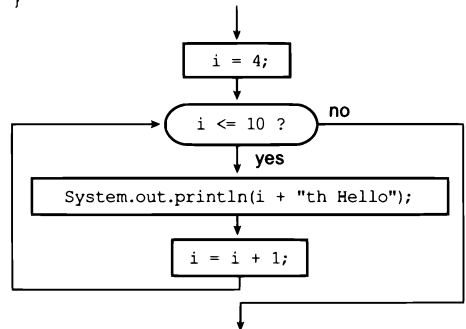 }
i = 4;
i <= 10 ?
no
yes
System.out.println(i + "th Hello");
i = i + 1;